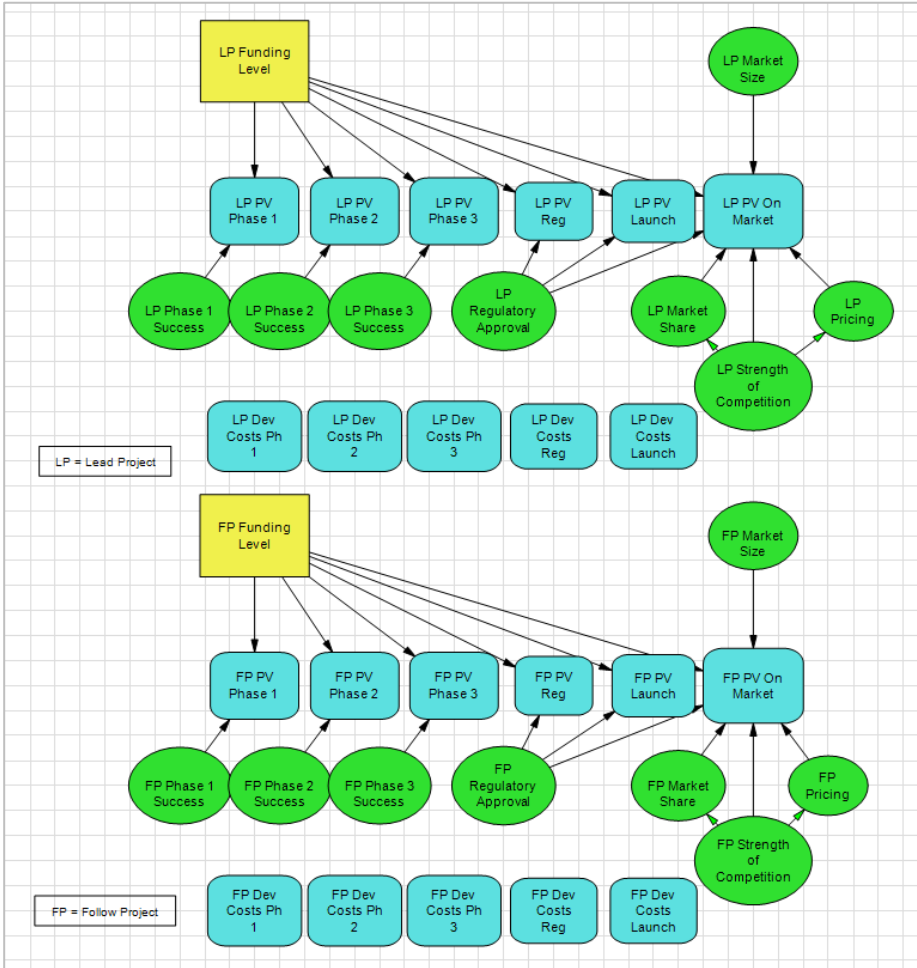 LP Funding
Level
LP Market
Size
LP PV
Phase 1
LP PV
Phase 2
LP PV
Phase 3
LP PV
Reg
LP PV
Launch
LP PV On
Market
LP Phase 1
Success
LP Phase 2
Success
LP Phase 3
Success
LP
Regulatory
Approval
LP Market
Share
LP
Pricing
LP Strength
of
Competition
LP Dev
Costs Ph
1
LP Dev
Costs Ph
2
LP Dev
Costs Ph
3
LP Dev
Costs
Reg
LP Dev
Costs
Launch
LP = Lead Project
FP Funding
Level
FP Market
Size
FP PV
Phase 1
FP PV
Phase 2
FP PV
Phase 3
FP PV
Reg
FP PV
Launch
FP PV On
Market
FP Phase 1
Success
FP Phase 2
Success
FP Phase 3
Success
FP
Regulatory
Approval
FP Market
Share
FP
Pricing
FP Strength
of
Competition
FP Dev
Costs Ph
1
FP Dev
Costs Ph
2
FP Dev
Costs Ph
3
FP Dev
Costs
Reg
FP Dev
Costs
Launch
FP = Follow Project